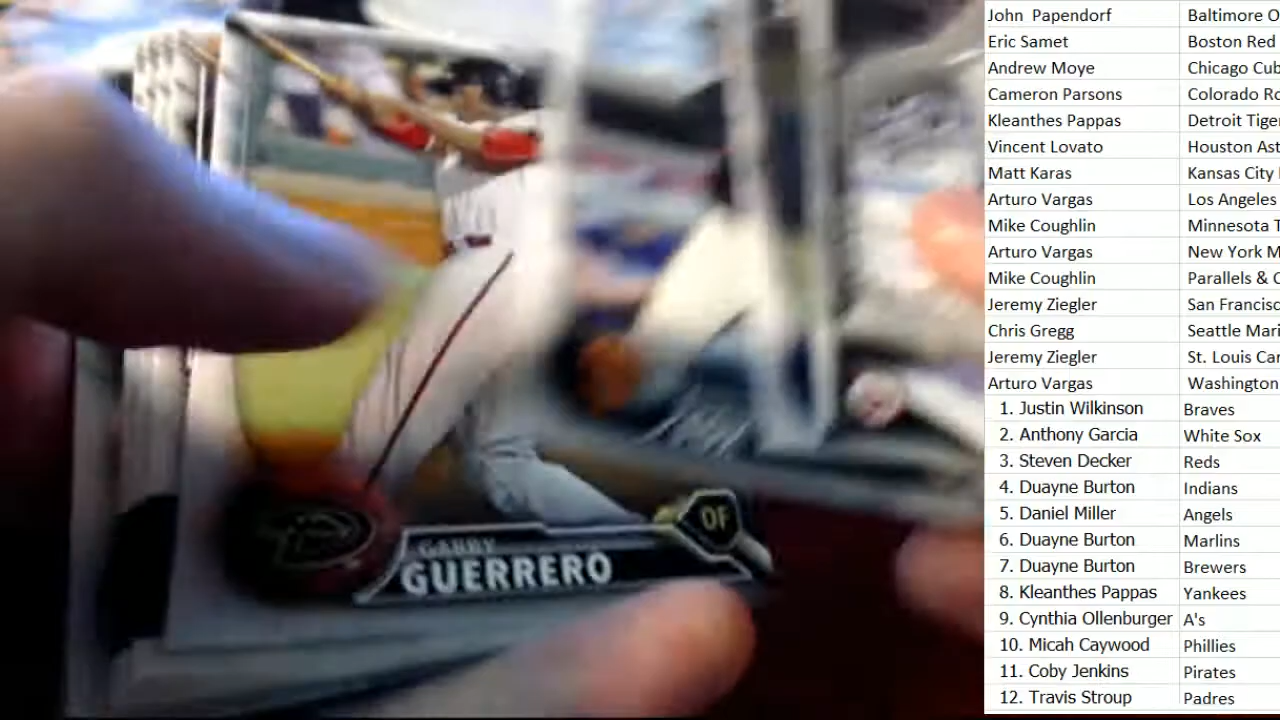 GABBY
GUERRERO
OF
John Papendorf Baltimore O
Eric Samet Boston Red
Andrew Moye Chicago Cub
Cameron Parsons Colorado Ro
Kleanthes Pappas Detroit Tiger
Vincent Lovato Houston Ast
Matt Karas Kansas City
Arturo Vargas Los Angeles
Mike Coughlin Minnesota T
Arturo Vargas New York M
Mike Coughlin Parallels & C
Jeremy Ziegler San Francisc
Chris Gregg Seattle Mari
Jeremy Ziegler St. Louis Car
Arturo Vargas Washington
1. Justin Wilkinson Braves
2. Anthony Garcia White Sox
3. Steven Decker Reds
4. Duayne Burton Indians
5. Daniel Miller Angels
6. Duayne Burton Marlins
7. Duayne Burton Brewers
8. Kleanthes Pappas Yankees
9. Cynthia Ollenburger A's
10. Micah Caywood Phillies
11. Coby Jenkins Pirates
12. Travis Stroup Padres